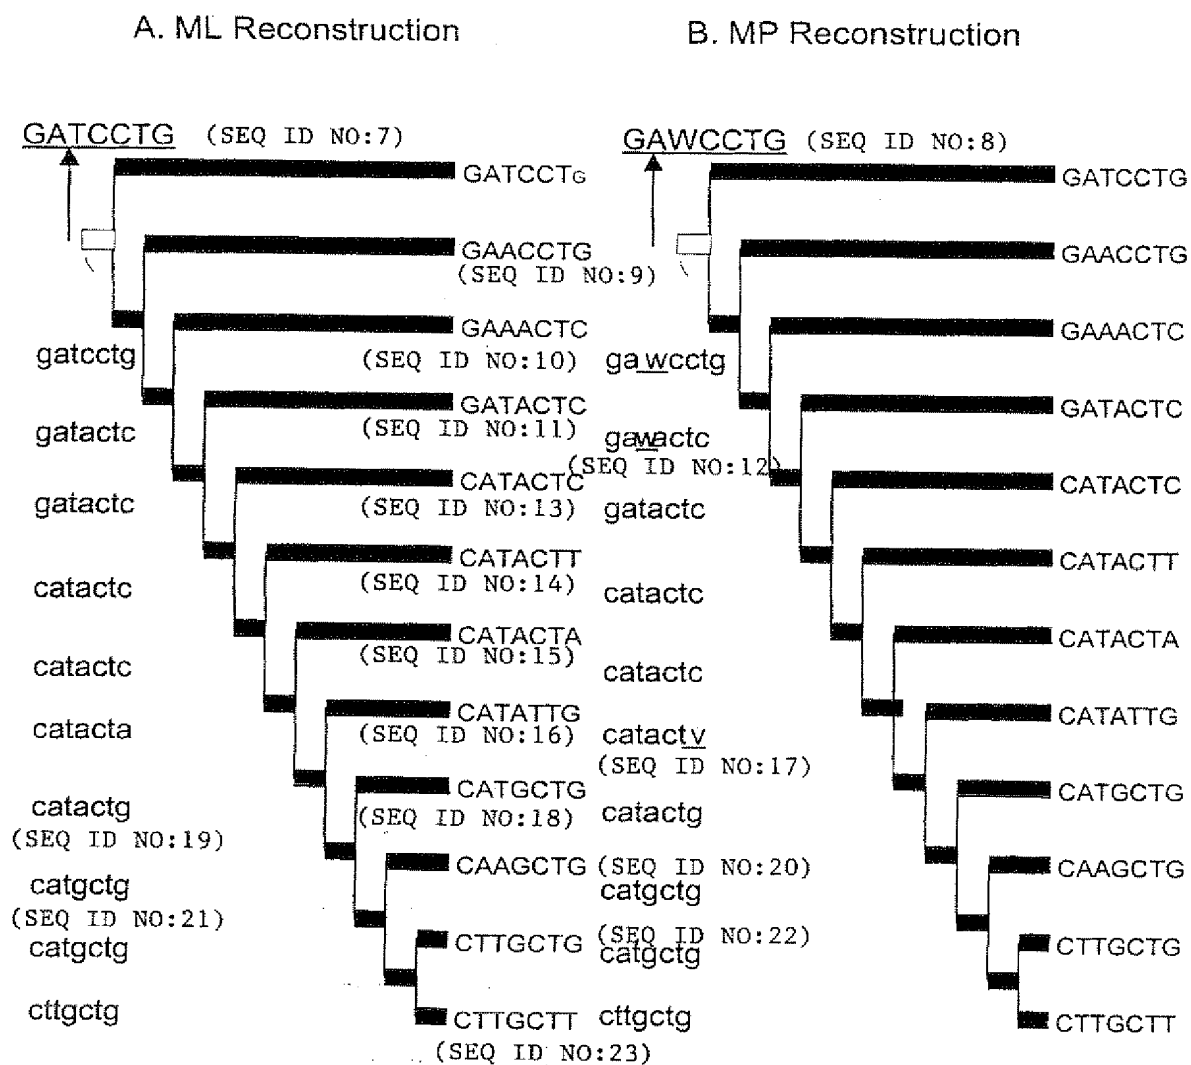 A. ML Reconstruction
B. MP Reconstruction
GATCCTG (SEQ ID NO:7)
GATCCTG
GAACCTG
(SEQ ID NO:9)
GAAACTC
gatcctg
(SEQ ID NO:10)
GATACTC
(SEQ ID NO:11)
gatactc
CATACTC
(SEQ ID NO:13)
gatactc
CATACTT
(SEQ ID NO:14)
catactc
CATACTA
(SEQ ID NO:15)
catactc
CATATTG
(SEQ ID NO:16)
catacta
CATGCTG
(SEQ ID NO:18)
catactg
(SEQ ID NO:19)
CAAGCTG
catgctg
(SEQ ID NO:21)
CTTGCTG
catgctg
cttgctg
CTTGCTT
(SEQ ID NO:23)
GAWCCTG (SEQ ID NO:8)
GATCCTG
GAACCTG
GAAACTC
gawcctg
GATACTC
gawactc
(SEQ ID NO:12)
CATACTC
gatactc
CATACTT
catactc
CATACTA
catactc
CATATTG
catactv
(SEQ ID NO:17)
CATGCTG
catactg
(SEQ ID NO:20)
CAAGCTG
catgctg
(SEQ ID NO:22)
CTTGCTG
catgctg
cttgctg
CTTGCTT